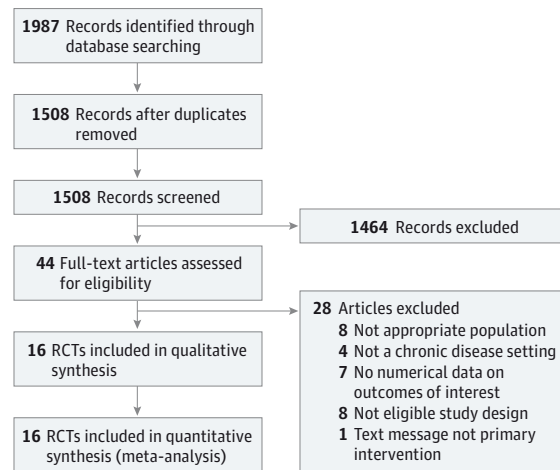 1987 Records identified through
database searching
1508 Records after duplicates
removed
1508 Records screened
1464 Records excluded
44 Full-text articles assessed
for eligibility
28 Articles excluded
8 Not appropriate population
4 Not a chronic disease setting
7 No numerical data on
outcomes of interest
8 Not eligible study design
1 Text message not primary
intervention
16 RCTs included in qualitative
synthesis
16 RCTs included in quantitative
synthesis (meta-analysis)